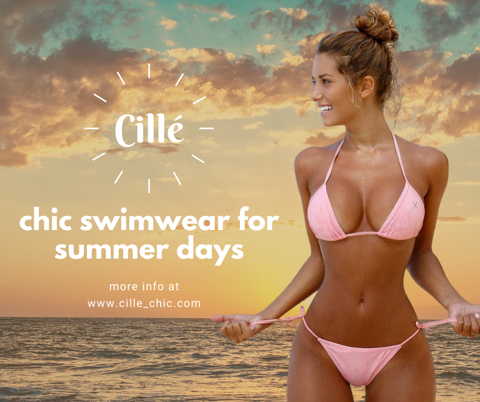 Cillé
chic swimwear for
summer days
more info at
www.cille_chic.com